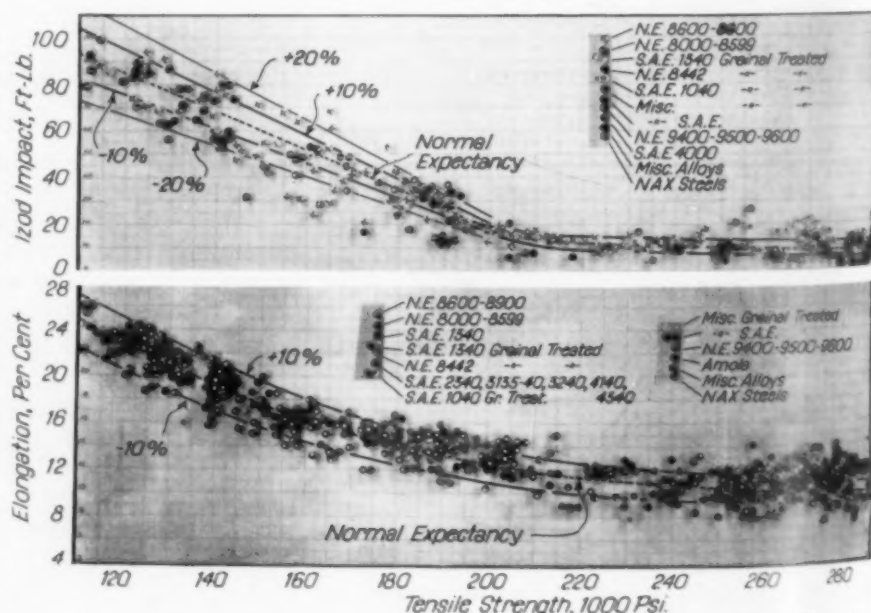 Izod Impact, Ft-Lb.
100
80
60
40
20
0
+20%
+10%
-10%
-20%
Normal
Expectancy
N.E. 8600-8900
N.E. 8000-8599
S.A.E. 1340 Grainal Treated
N.E. 8442 " "
S.A.E. 1040 " "
Misc. " "
" S.A.E.
N.E. 9400-9500-9600
S.A.E. 4000
Misc. Alloys
NAX Steels
Elongation, Per Cent
28
24
20
16
12
8
4
+10%
-10%
Normal Expectancy
N.E. 8600-8900
N.E. 8000-8599
S.A.E. 1340
S.A.E. 1340 Grainal Treated
N.E. 8442 " "
S.A.E. 2340, 3135-40, 3240, 4140,
S.A.E. 1040 Gr. Treat. 4340
Misc. Grainal Treated
" S.A.E.
N.E. 9400-9500-9600
Amola
Misc. Alloys
NAX Steels
120 140 160 180 200 220 240 260 280
Tensile Strength, 1000 Psi.